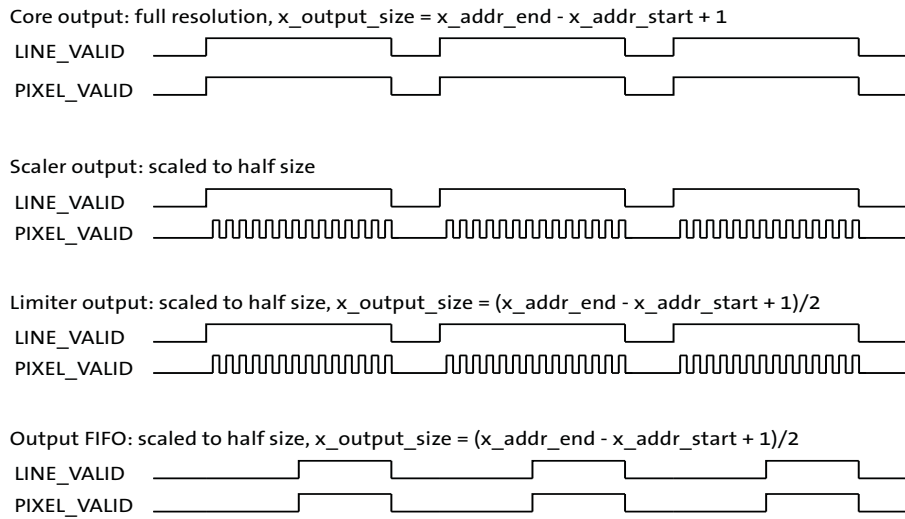 Core output: full resolution, x_output_size = x_addr_end - x_addr_start + 1
LINE_VALID
PIXEL_VALID
Scaler output: scaled to half size
LINE_VALID
PIXEL_VALID
Limiter output: scaled to half size, x_output_size = (x_addr_end - x_addr_start + 1)/2
LINE_VALID
PIXEL_VALID
Output FIFO: scaled to half size, x_output_size = (x_addr_end - x_addr_start + 1)/2
LINE_VALID
PIXEL_VALID